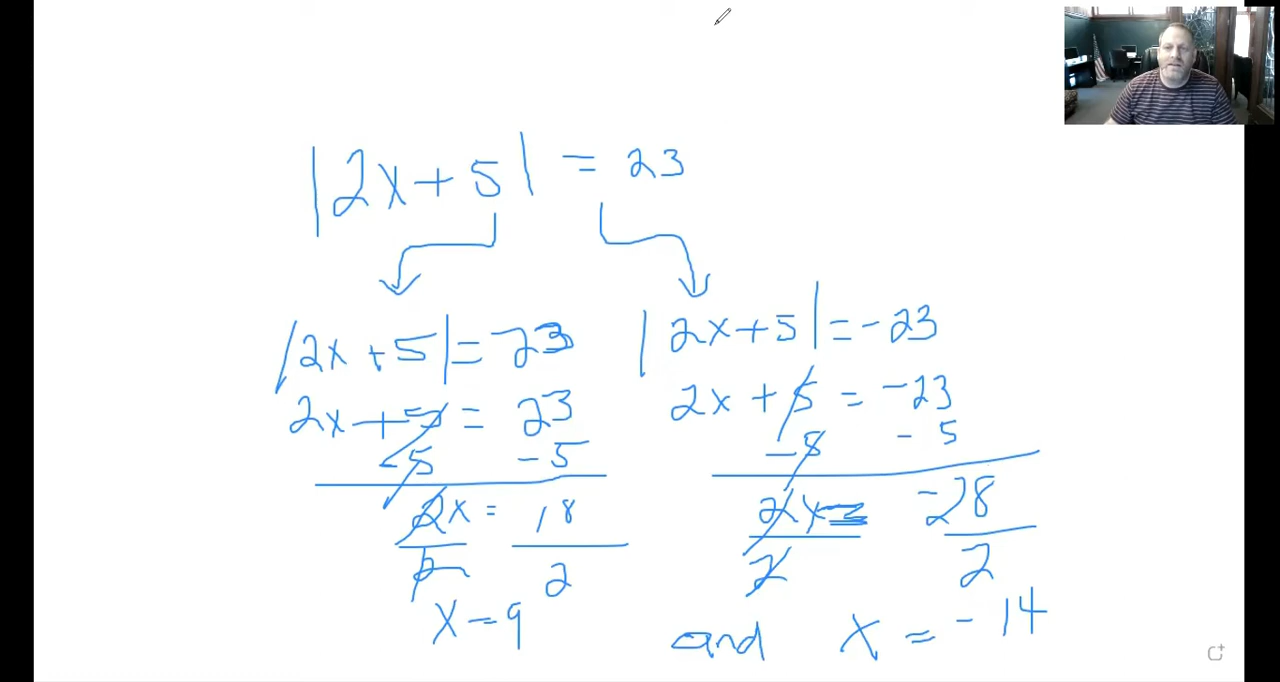 |2x+5| = 23
|2x+5|=23
2x+5 = 23
-5 -5
2x = 18
2 2
x=9
|2x+5|=-23
2x+5 = -23
-5 -5
2x= -28
2 2
and x = -14